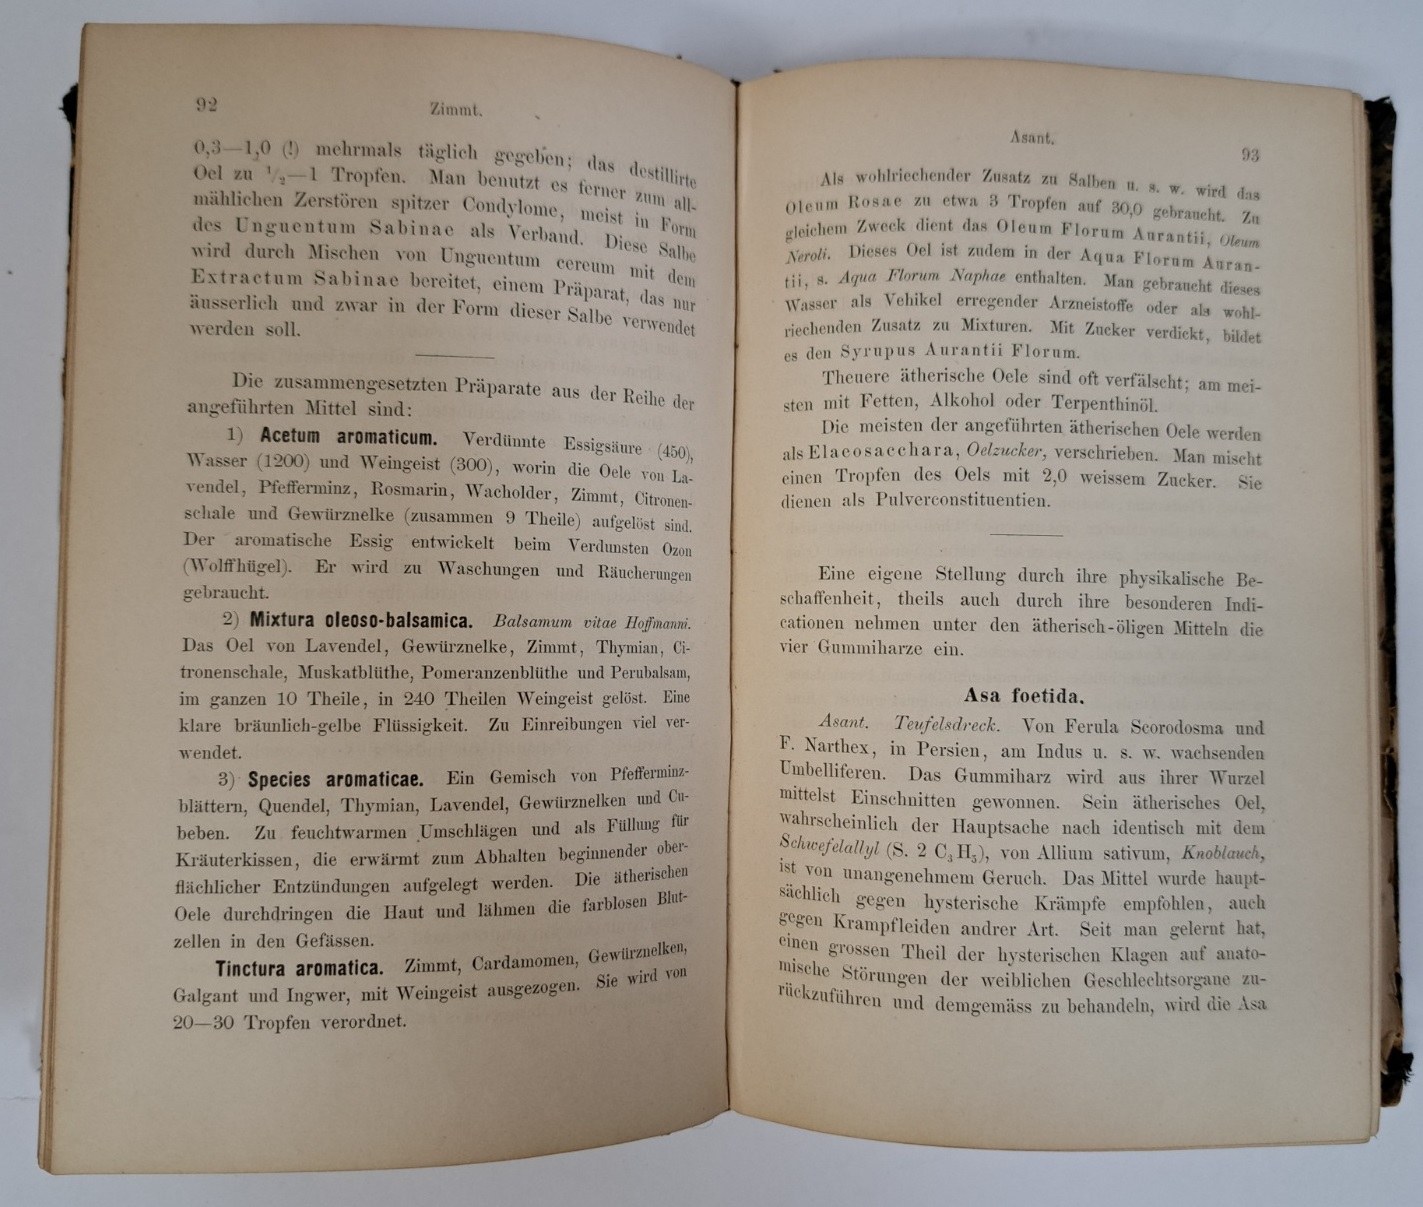 92
Zimmt.
0,3—1,0 (!) mehrmals täglich gegeben; das destillirte
Oel zu 1/2—1 Tropfen. Man benutzt es ferner zum all-
mählichen Zerstören spitzer Condylome, meist in Form
des Unguentum Sabinae als Verband. Diese Salbe
wird durch Mischen von Unguentum cereum mit dem
Extractum Sabinae bereitet, einem Präparat, das nur
äusserlich und zwar in der Form dieser Salbe verwendet
werden soll.
Die zusammengesetzten Präparate aus der Reihe der
angeführten Mittel sind:
1) Acetum aromaticum. Verdünnte Essigsäure (450),
Wasser (1200) und Weingeist (300), worin die Oele von La-
vendel, Pfefferminz, Rosmarin, Wacholder, Zimmt, Citronen-
schale und Gewürznelke (zusammen 9 Theile) aufgelöst sind.
Der aromatische Essig entwickelt beim Verdunsten Ozon
(Wolffhügel). Er wird zu Waschungen und Räucherungen
gebraucht.
2) Mixtura oleoso-balsamica. Balsamum vitae Hoffmanni.
Das Oel von Lavendel, Gewürznelke, Zimmt, Thymian, Ci-
tronenschale, Muskatblüthe, Pomeranzenblüthe und Perubalsam,
im ganzen 10 Theile, in 240 Theilen Weingeist gelöst. Eine
klare bräunlich-gelbe Flüssigkeit. Zu Einreibungen viel ver-
wendet.
3) Species aromaticae. Ein Gemisch von Pfefferminz-
blättern, Quendel, Thymian, Lavendel, Gewürznelken und Cu-
beben. Zu feuchtwarmen Umschlägen und als Füllung für
Kräuterkissen, die erwärmt zum Abhalten beginnender ober-
flächlicher Entzündungen aufgelegt werden. Die ätherischen
Oele durchdringen die Haut und lähmen die farblosen Blut-
zellen in den Gefässen.
Tinctura aromatica. Zimmt, Cardamomen, Gewürznelken,
Galgant und Ingwer, mit Weingeist ausgezogen. Sie wird von
20—30 Tropfen verordnet.
Asant.
93
Als wohlriechender Zusatz zu Salben u. s. w. wird das
Oleum Rosae zu etwa 3 Tropfen auf 30,0 gebraucht. Zu
gleichem Zweck dient das Oleum Florum Aurantii, Oleum
Neroli. Dieses Oel ist zudem in der Aqua Florum Auran-
tii, s. Aqua Florum Naphae enthalten. Man gebraucht dieses
Wasser als Vehikel erregender Arzneistoffe oder als wohl-
riechenden Zusatz zu Mixturen. Mit Zucker verdickt, bildet
es den Syrupus Aurantii Florum.
Theuere ätherische Oele sind oft verfälscht; am mei-
sten mit Fetten, Alkohol oder Terpenthinöl.
Die meisten der angeführten ätherischen Oele werden
als Elaeosacchara, Oelzucker, verschrieben. Man mischt
einen Tropfen des Oels mit 2,0 weissem Zucker. Sie
dienen als Pulverconstituentien.
Eine eigene Stellung durch ihre physikalische Be-
schaffenheit, theils auch durch ihre besonderen Indi-
cationen nehmen unter den ätherisch-öligen Mitteln die
vier Gummiharze ein.
Asa foetida.
Asant. Teufelsdreck. Von Ferula Scorodosma und
F. Narthex, in Persien, am Indus u. s. w. wachsenden
Umbelliferen. Das Gummiharz wird aus ihrer Wurzel
mittelst Einschnitten gewonnen. Sein ätherisches Oel,
wahrscheinlich der Hauptsache nach identisch mit dem
Schwefelallyl (S. 2 C3H5), von Allium sativum, Knoblauch,
ist von unangenehmem Geruch. Das Mittel wurde haupt-
sächlich gegen hysterische Krämpfe empfohlen, auch
gegen Krampfleiden andrer Art. Seit man gelernt hat,
einen grossen Theil der hysterischen Klagen auf anato-
mische Störungen der weiblichen Geschlechtsorgane zu-
rückzuführen und demgemäss zu behandeln, wird die Asa